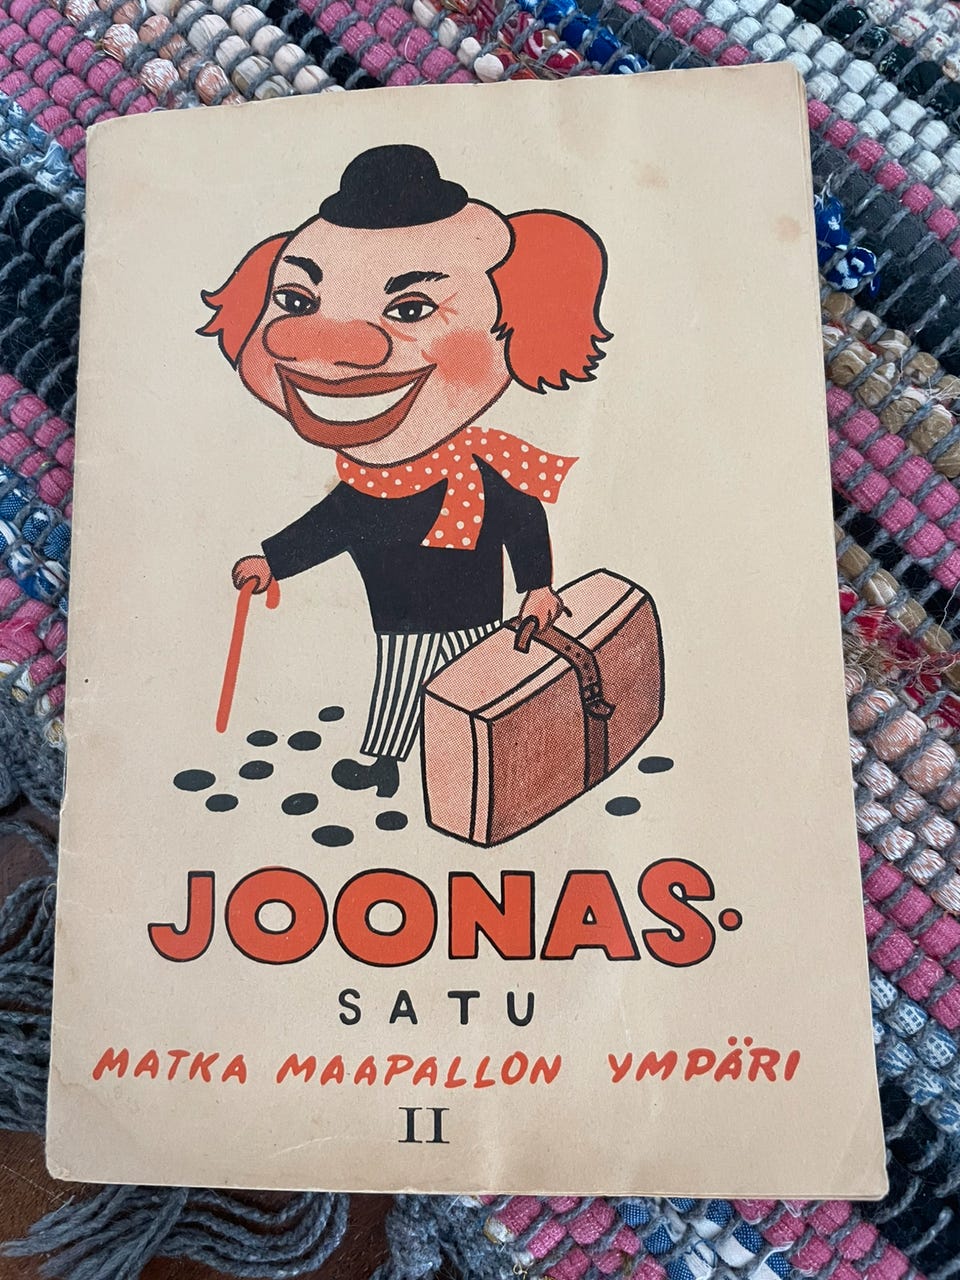 JOONAS·
SATU
MATKA MAAPALLON YMPÄRI
II